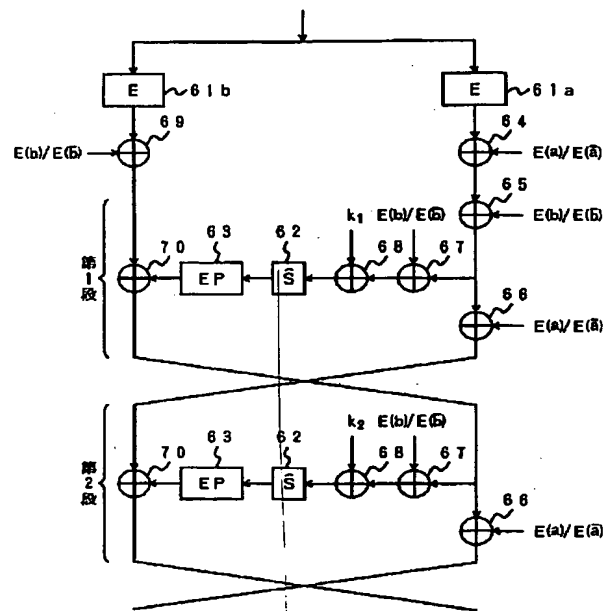 E
61b
E
61a
69
E(b)/E(b̄)
64
E(a)/E(ā)
65
E(b)/E(b̄)
第1段
70
63
EP
62
S̄
k₁ E(b)/E(b̄)
68
67
66
E(a)/E(ā)
第2段
70
63
EP
62
S̄
k₂ E(b)/E(b̄)
68
67
66
E(a)/E(ā)